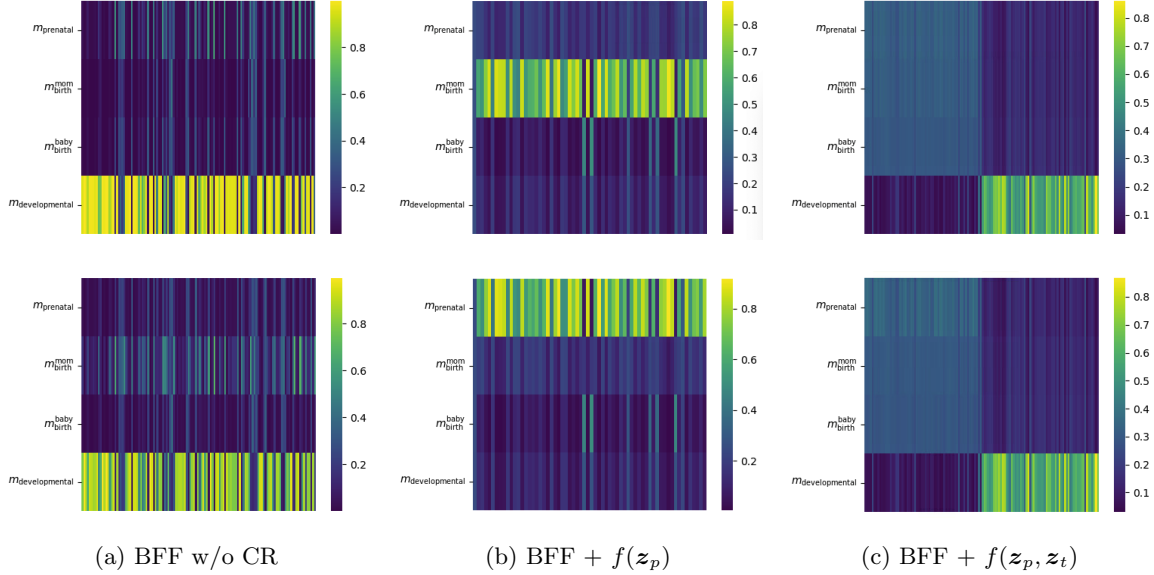 m_prenatal
m_birth^mom
m_birth^baby
m_developmental
0.8
0.6
0.4
0.2
0.8
0.7
0.6
0.5
0.4
0.3
0.2
0.1
m_prenatal
m_birth^mom
m_birth^baby
m_developmental
0.8
0.7
0.6
0.5
0.4
0.3
0.2
0.1
m_prenatal
m_birth^mom
m_birth^baby
m_developmental
m_prenatal
m_birth^mom
m_birth^baby
m_developmental
0.8
0.6
0.4
0.2
m_prenatal
m_birth^mom
m_birth^baby
m_developmental
0.8
0.6
0.4
0.2
m_prenatal
m_birth^mom
m_birth^baby
m_developmental
0.8
0.7
0.6
0.5
0.4
0.3
0.2
0.1
(a) BFF w/o CR
(b) BFF + f(z_p)
(c) BFF + f(z_p, z_t)